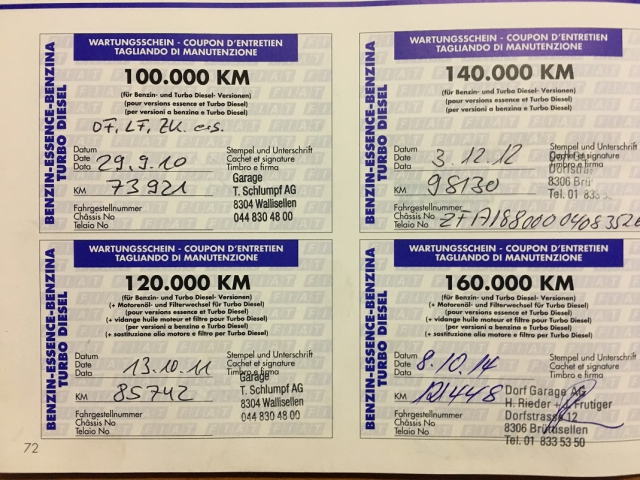 BENZIN-ESSENCE-BENZINA
TURBO DIESEL
WARTUNGSSCHEIN - COUPON D'ENTRETIEN
TAGLIANDO DI MANUTENZIONE
100.000 KM
(für Benzin- und Turbo Diesel- Versionen)
(pour versions essence et Turbo Diesel)
(per versioni a benzina e Turbo Diesel)
ÖF, LF, ZK
Datum
Date
Data
29.9.10
Stempel und Unterschrift
Cachet et signature
Timbro e firma
KM 73921
Garage
T. Schlumpf AG
8304 Wallisellen
044 830 48 00
Fahrgestellnummer
Châssis No
Telaio No
BENZIN-ESSENCE-BENZINA
TURBO DIESEL
WARTUNGSSCHEIN - COUPON D'ENTRETIEN
TAGLIANDO DI MANUTENZIONE
140.000 KM
(für Benzin- und Turbo Diesel- Versionen)
(pour versions essence et Turbo Diesel)
(per versioni a benzina e Turbo Diesel)
Datum
Date
Data
3.12.12
Stempel und Unterschrift
Cachet et signature
Timbro e firma
KM 98130
8306 Brü
Tel. 01
Fahrgestellnummer
Châssis No
Telaio No
BENZIN-ESSENCE-BENZINA
TURBO DIESEL
WARTUNGSSCHEIN - COUPON D'ENTRETIEN
TAGLIANDO DI MANUTENZIONE
120.000 KM
(für Benzin- und Turbo Diesel- Versionen)
(+ Motorenöl- und Filterwechsel für Turbo Diesel)
(pour versions essence et Turbo Diesel)
(+ vidange huile moteur et filtre pour Turbo Diesel)
(per versioni a benzina e Turbo Diesel)
(+ sostituzione olio motore e filtro per Turbo Diesel)
Datum
Date
Data
13.10.11
Stempel und Unterschrift
Cachet et signature
Timbro e firma
KM 85742
Garage
T. Schlumpf AG
8304 Wallisellen
044 830 48 00
Fahrgestellnummer
Châssis No
Telaio No
BENZIN-ESSENCE-BENZINA
TURBO DIESEL
WARTUNGSSCHEIN - COUPON D'ENTRETIEN
TAGLIANDO DI MANUTENZIONE
160.000 KM
(für Benzin- und Turbo Diesel- Versionen)
(+ Motorenöl- und Filterwechsel für Turbo Diesel)
(pour versions essence et Turbo Diesel)
(+ vidange huile moteur et filtre pour Turbo Diesel)
(per versioni a benzina e Turbo Diesel)
(+ sostituzione olio motore e filtro per Turbo Diesel)
Datum
Date
Data
8.10.14
Stempel und Unterschrift
Cachet et signature
Timbro e firma
KM 121448
Dorf Garage AG
H. Rieder + Frutiger
Dorfstrasse 12
8306 Brüttisellen
Tel. 01 833 53 50
Fahrgestellnummer
Châssis No
Telaio No
72